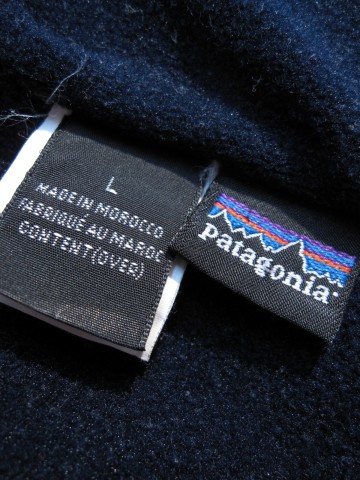 L
MADE IN MOROCCO
FABRIQUÉ AU MAROC
CONTENT (OVER)
patagonia